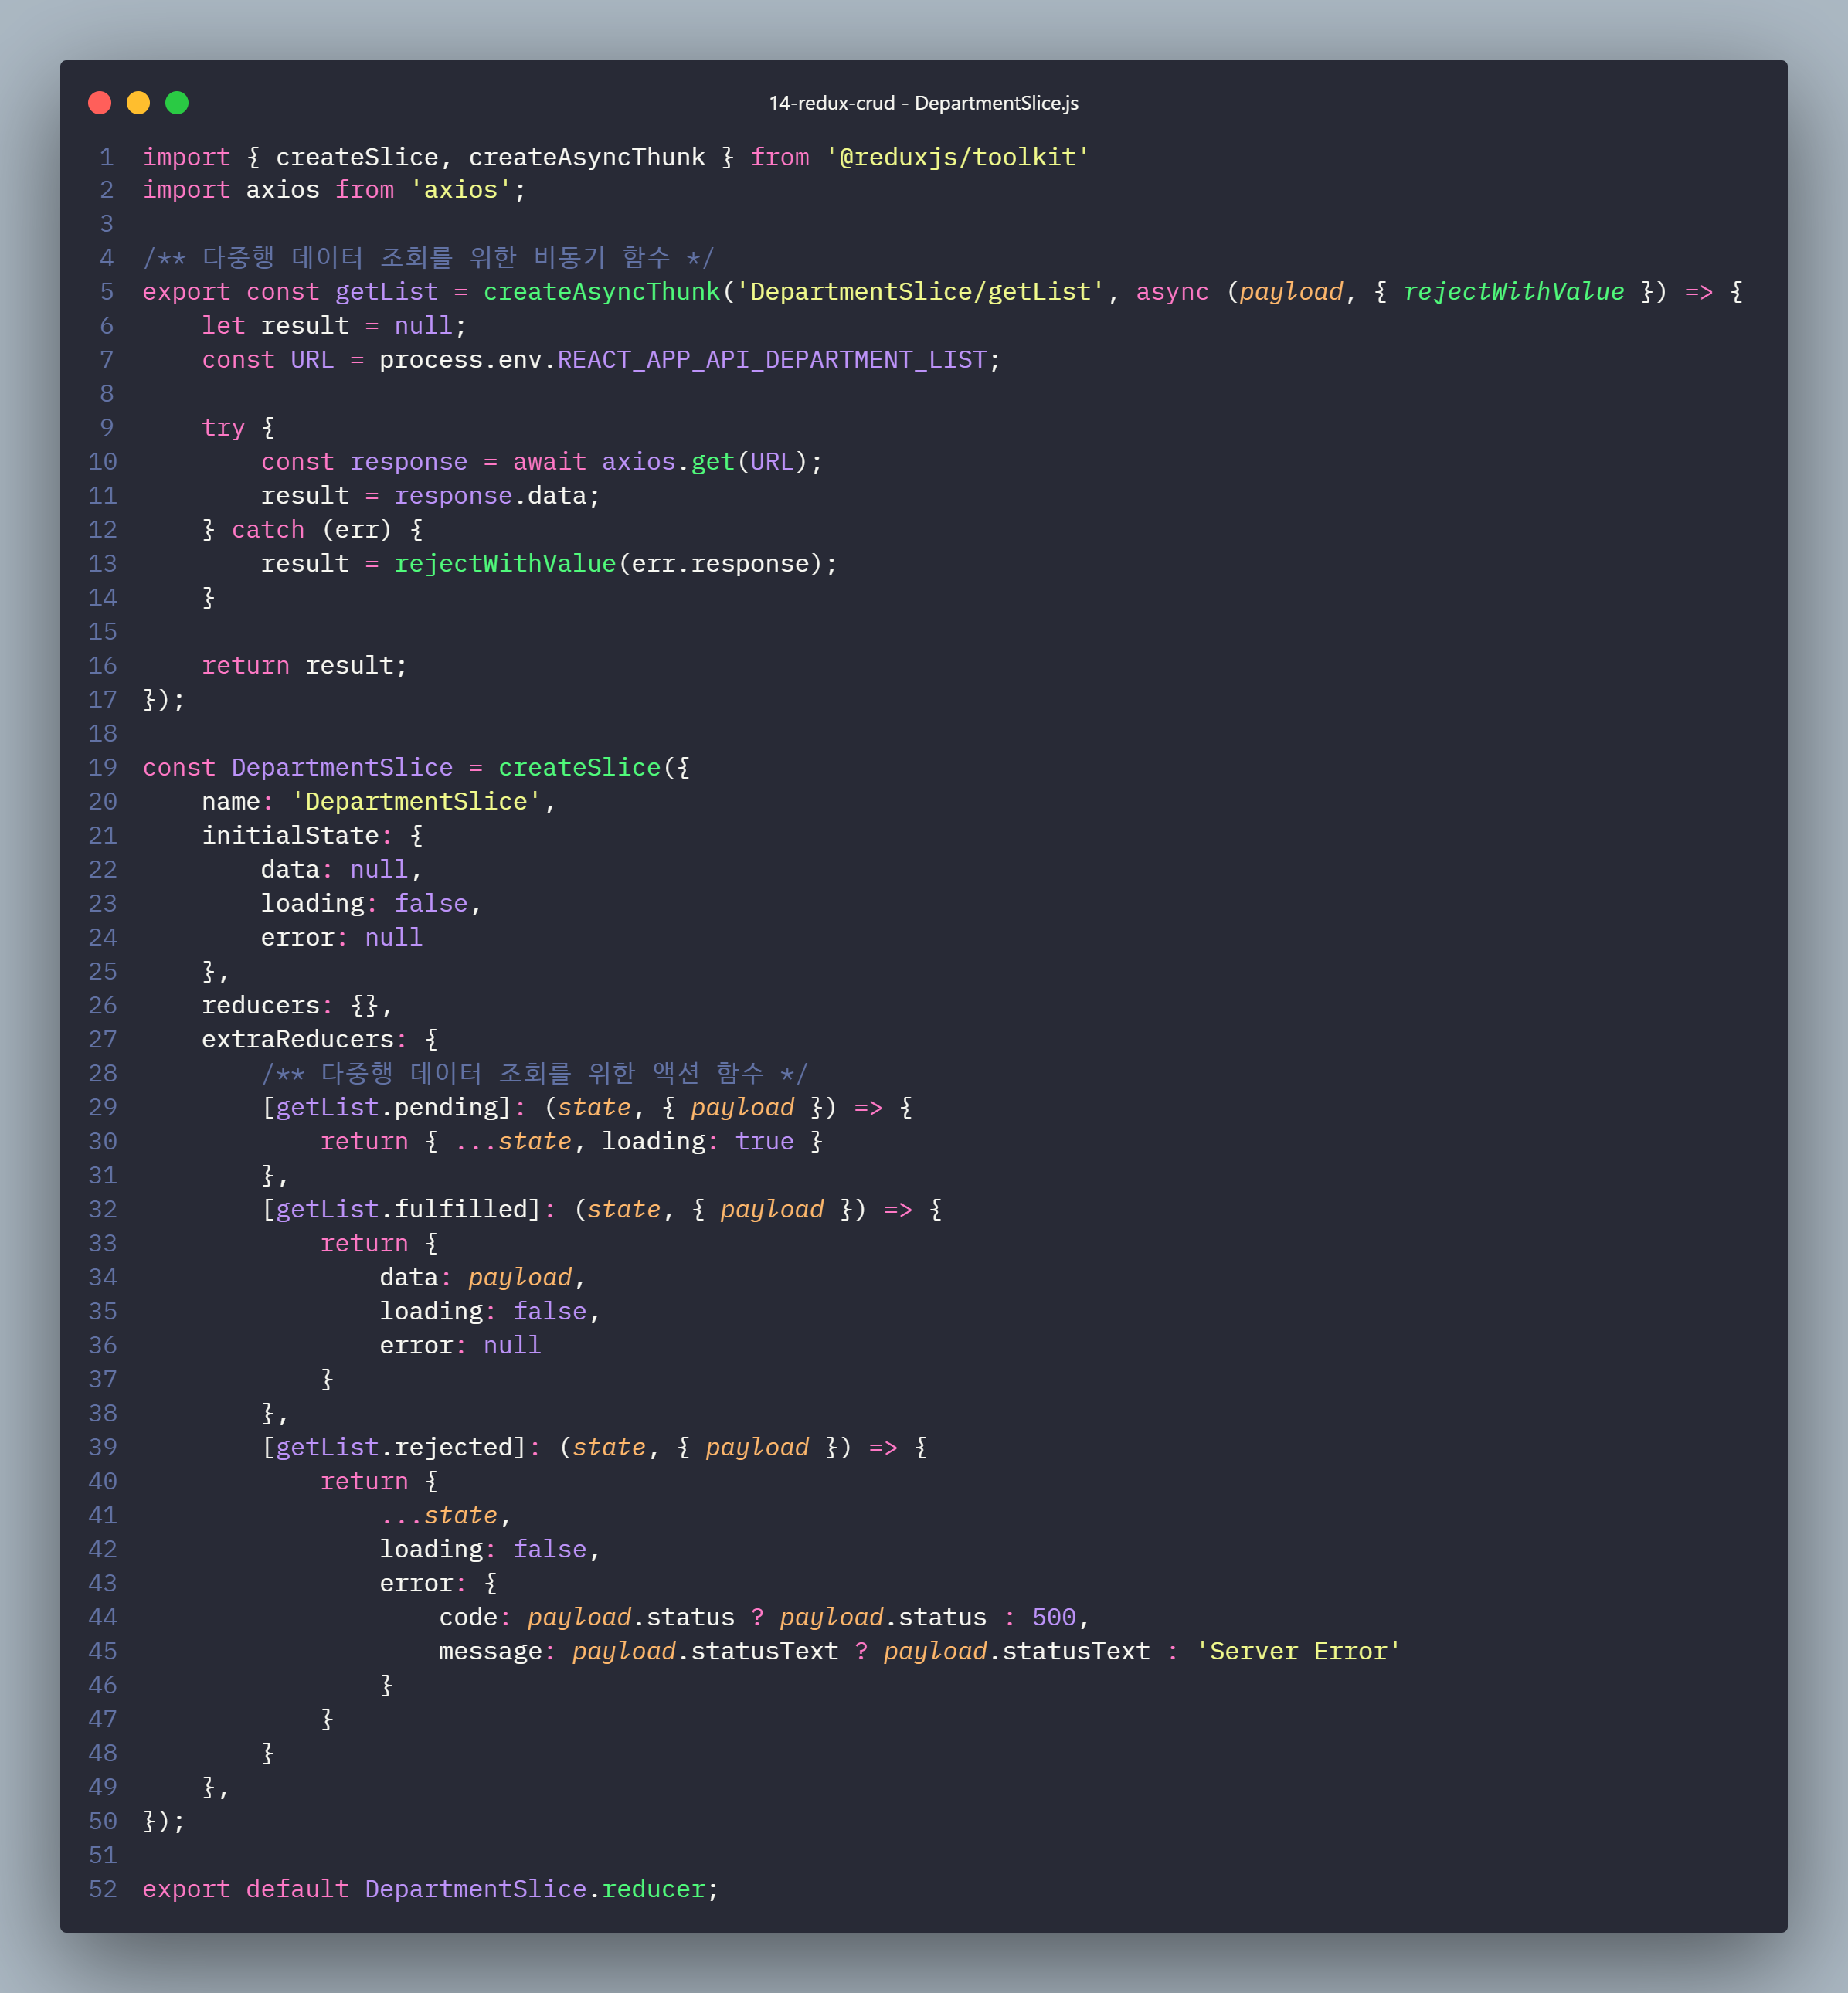 14-redux-crud - DepartmentSlice.js
1 import { createSlice, createAsyncThunk } from '@reduxjs/toolkit'
2 import axios from 'axios';
3
4 /** 다중행 데이터 조회를 위한 비동기 함수 */
5 export const getList = createAsyncThunk('DepartmentSlice/getList', async (payload, { rejectWithValue }) => {
6     let result = null;
7     const URL = process.env.REACT_APP_API_DEPARTMENT_LIST;
8
9     try {
10         const response = await axios.get(URL);
11         result = response.data;
12     } catch (err) {
13         result = rejectWithValue(err.response);
14     }
15
16     return result;
17 });
18
19 const DepartmentSlice = createSlice({
20     name: 'DepartmentSlice',
21     initialState: {
22         data: null,
23         loading: false,
24         error: null
25     },
26     reducers: {},
27     extraReducers: {
28         /** 다중행 데이터 조회를 위한 액션 함수 */
29         [getList.pending]: (state, { payload }) => {
30             return { ...state, loading: true }
31         },
32         [getList.fulfilled]: (state, { payload }) => {
33             return {
34                 data: payload,
35                 loading: false,
36                 error: null
37             }
38         },
39         [getList.rejected]: (state, { payload }) => {
40             return {
41                 ...state,
42                 loading: false,
43                 error: {
44                     code: payload.status ? payload.status : 500,
45                     message: payload.statusText ? payload.statusText : 'Server Error'
46                 }
47             }
48         }
49     },
50 });
51
52 export default DepartmentSlice.reducer;